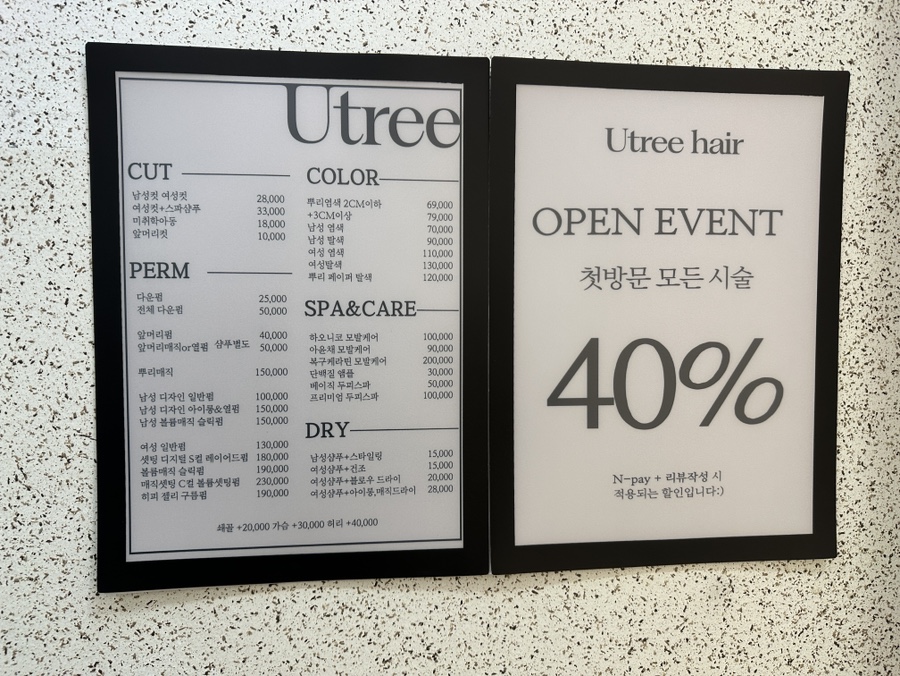 Utree
CUT
남성컷 여성컷 28,000
여성컷+스파샴푸 33,000
미취학아동 18,000
앞머리컷 10,000
PERM
다운펌 25,000
전체 다운펌 50,000
앞머리펌 40,000
앞머리매직or열펌 샴푸별도 50,000
뿌리매직 150,000
남성 디자인 일반펌 100,000
남성 디자인 아이롱&열펌 150,000
남성 볼륨매직 슬릭펌 150,000
여성 일반펌 130,000
셋팅 디지털 S컬 레이어드펌 180,000
볼륨매직 슬릭펌 190,000
매직셋팅 C컬 볼륨셋팅펌 230,000
히피 젤리 구름펌 190,000
COLOR
뿌리염색 2CM이하 69,000
+3CM이상 79,000
남성 염색 70,000
남성 탈색 90,000
여성 염색 110,000
여성탈색 130,000
뿌리 페이퍼 탈색 120,000
SPA&CARE
하오니코 모발케어 100,000
아윤채 모발케어 90,000
복구케라틴 모발케어 200,000
단백질 앰플 30,000
베이직 두피스파 50,000
프리미엄 두피스파 100,000
DRY
남성샴푸+스타일링 15,000
여성샴푸+건조 15,000
여성샴푸+블로우 드라이 20,000
여성샴푸+아이롱,매직드라이 28,000
쇄골 +20,000 가슴 +30,000 허리 +40,000
Utree hair
OPEN EVENT
첫방문 모든 시술
40%
N-pay + 리뷰작성 시
적용되는 할인입니다:)